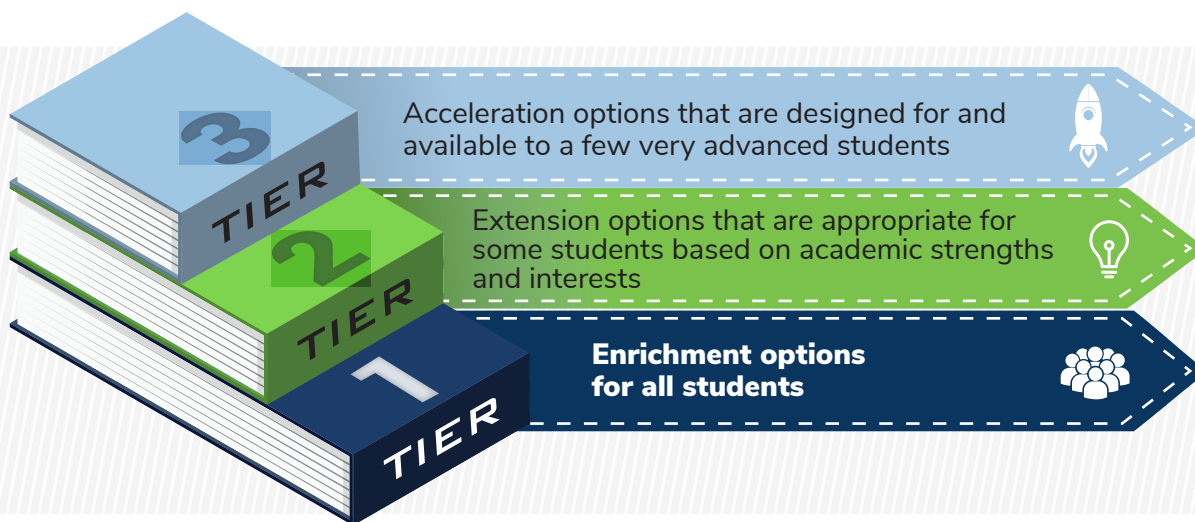 3
TIER
Acceleration options that are designed for and
available to a few very advanced students
2
TIER
Extension options that are appropriate for
some students based on academic strengths
and interests
1
TIER
Enrichment options
for all students